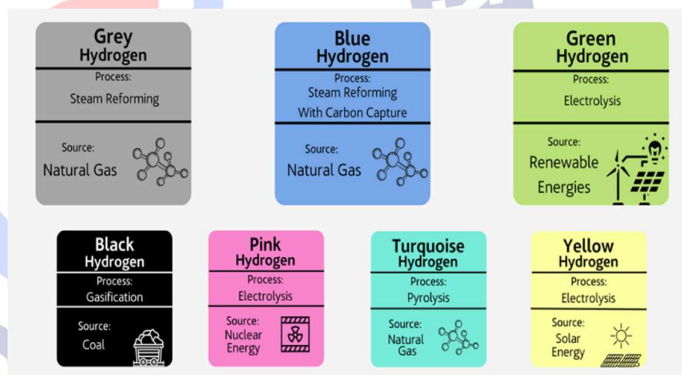 Grey
Hydrogen
Process:
Steam Reforming
Source:
Natural Gas
Blue
Hydrogen
Process:
Steam Reforming
With Carbon Capture
Source:
Natural Gas
Green
Hydrogen
Process:
Electrolysis
Source:
Renewable
Energies
Black
Hydrogen
Process:
Gasification
Source:
Coal
Pink
Hydrogen
Process:
Electrolysis
Source:
Nuclear
Energy
Turquoise
Hydrogen
Process:
Pyrolysis
Source:
Natural
Gas
Yellow
Hydrogen
Process:
Electrolysis
Source:
Solar
Energy